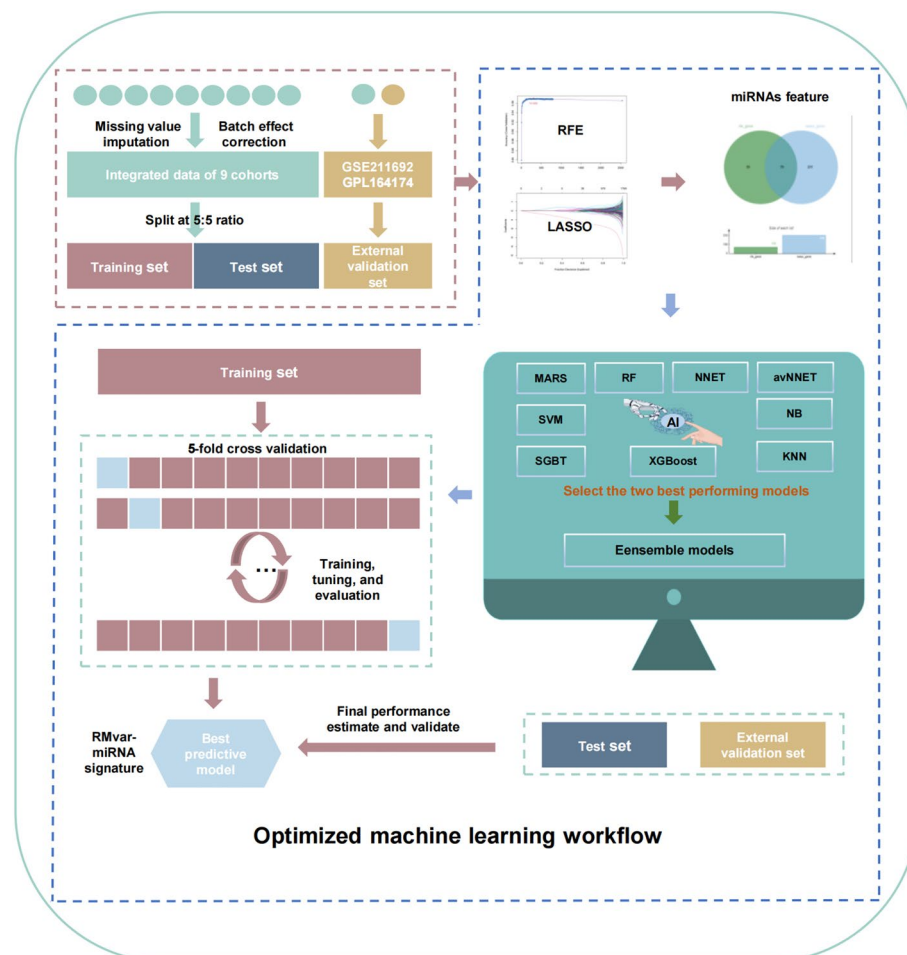 Missing value
imputation
Batch effect
correction
Integrated data of 9 cohorts
GSE211692
GPL164174
Split at 5:5 ratio
Training set
Test set
External
validation
set
RFE
LASSO
miRNAs feature
Training set
5-fold cross validation
...
Training,
tuning, and
evaluation
MARS
RF
NNET
avNNET
SVM
AI
NB
SGBT
XGBoost
KNN
Select the two best performing models
Eensemble models
RMvar-
miRNA
signature
Best
predictive
model
Final performance
estimate and validate
Test set
External
validation set
Optimized machine learning workflow